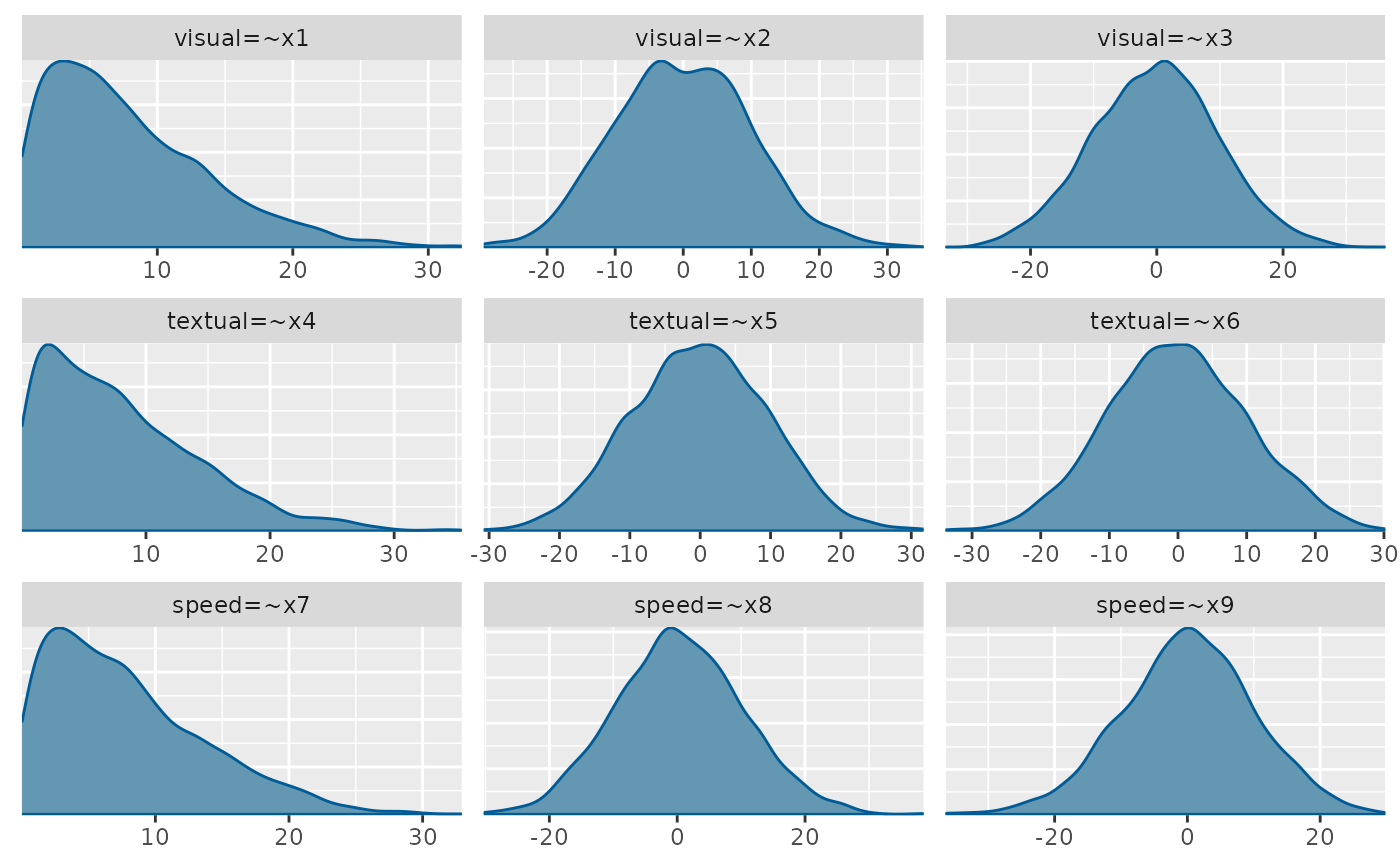 visual=~x1 visual=~x2 visual=~x3
10 20 30 -20 -10 0 10 20 30 -20 0 20
textual=~x4 textual=~x5 textual=~x6
10 20 30 -30 -20 -10 0 10 20 30 -30 -20 -10 0 10 20 30
speed=~x7 speed=~x8 speed=~x9
10 20 30 -20 0 20 -20 0 20